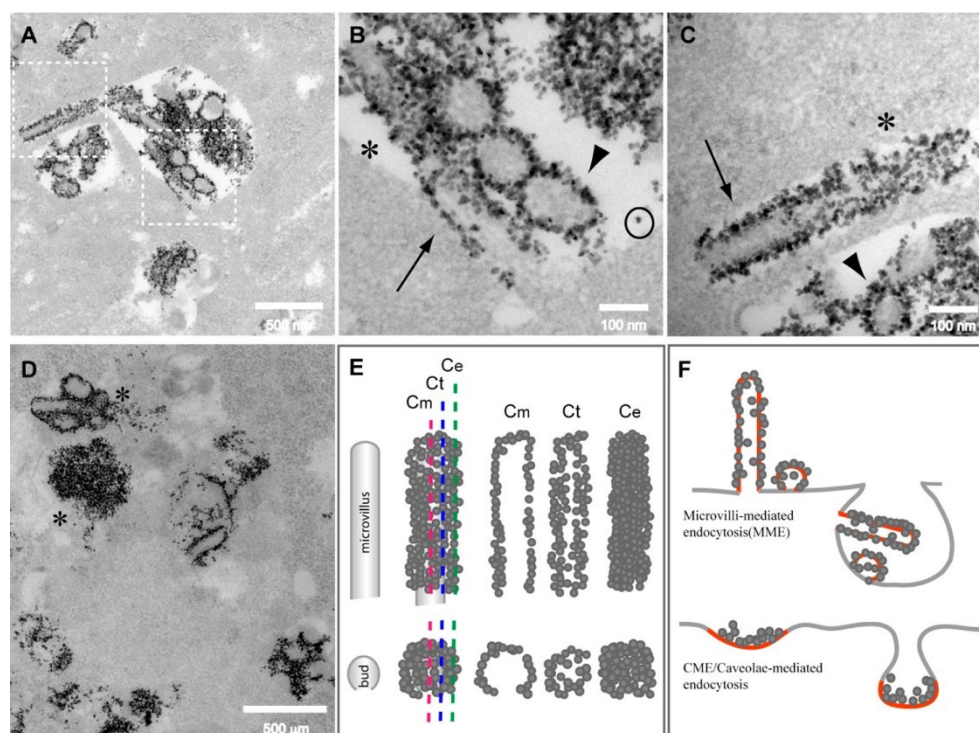 A
B
C
*
*
500 nm
100 nm
100 nm
D
E
F
*
*
Ce
Ct
Cm
Cm
Ct
Ce
microvillus
bud
500 µm
Microvilli-mediated
endocytosis(MME)
CME/Caveolae-mediated
endocytosis